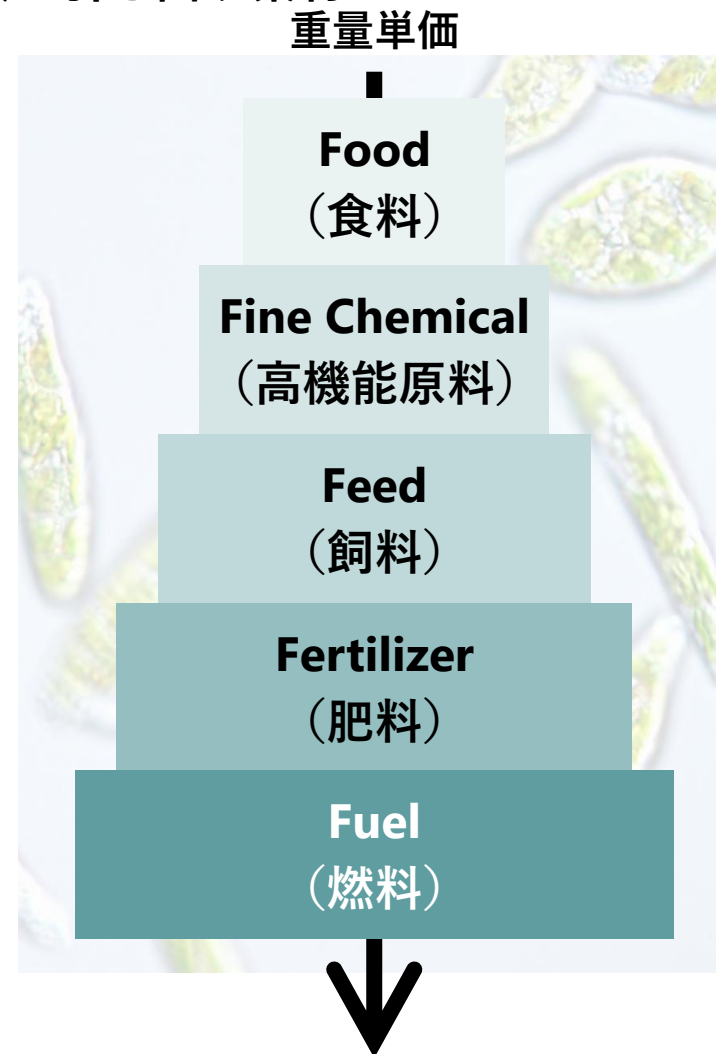 重量単価
Food
（食料）
Fine Chemical
（高機能原料）
Feed
（飼料）
Fertilizer
（肥料）
Fuel
（燃料）